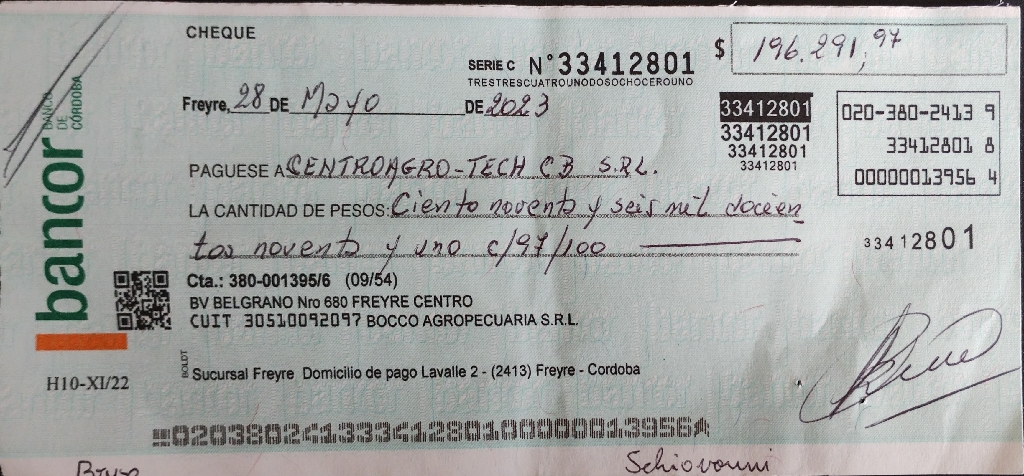 CHEQUE
SERIE C N° 33412801
TRESTRESCUATROUNODOSOCHOCEROUNO
$ 196.291,97
Freyre, 28 DE Mayo DE 2023
33412801
33412801
33412801
33412801
020-380-2413 9
33412801 8
00000013956 4
PAGUESE A CENTROAGRO-TECH CB S.R.L.
LA CANTIDAD DE PESOS: Ciento noventa y seis mil docien
tos noventa y uno c/97/100
33412801
bancor
BANCO
DE
CÓRDOBA
Cta.: 380-001395/6 (09/54)
BV BELGRANO Nro 680 FREYRE CENTRO
CUIT 30510092097 BOCCO AGROPECUARIA S.R.L.
H10-XI/22
BOLDT
Sucursal Freyre Domicilio de pago Lavalle 2 - (2413) Freyre - Cordoba
02038024133341280100000013956